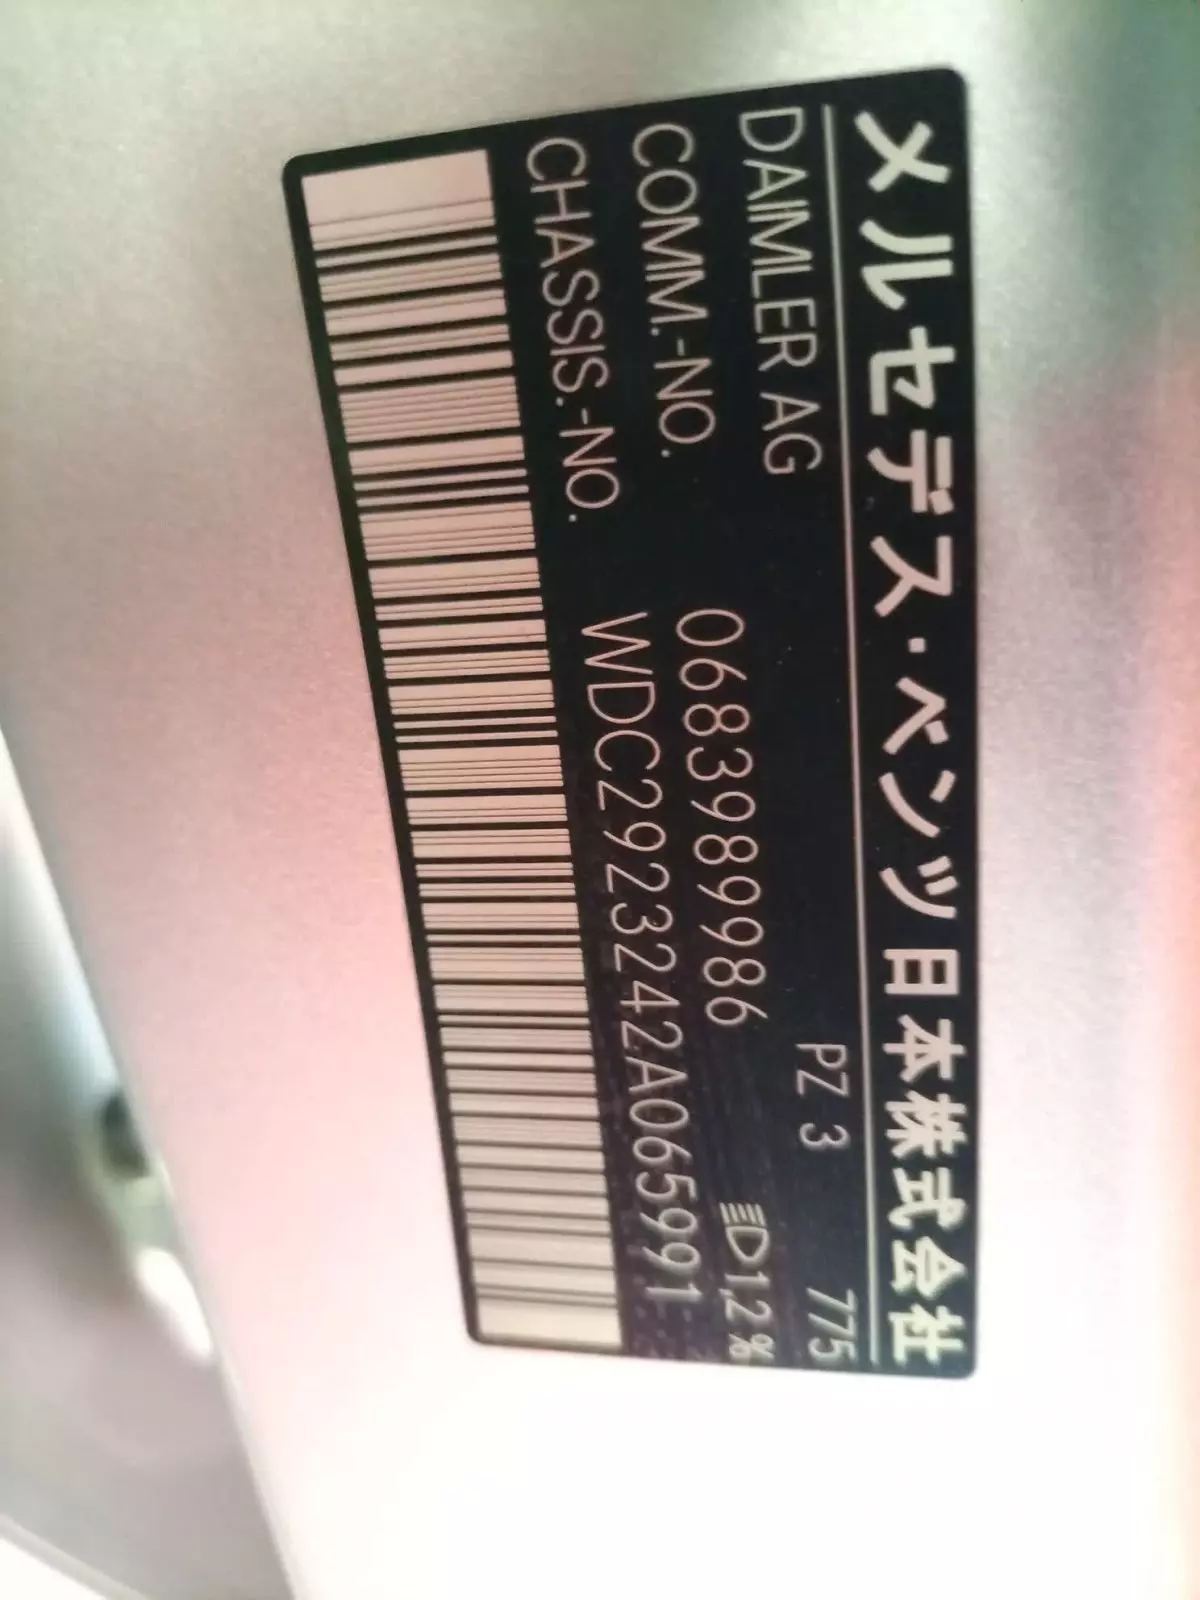 メルセデス・ベンツ日本株式会社
DAIMLER AG PZ 3 775
COMM.-NO. 0683989986 1,2%
CHASSIS.-NO. WDC2923242A065991